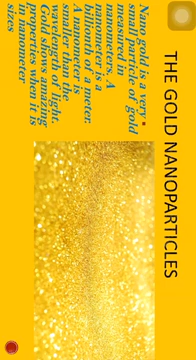 THE GOLD NANOPARTICLES
Nano gold is a very
small particle of gold
measured in
nanometers. A
nanometer is a
billionth of a meter.
A nanometer is
smaller than the
wavelength of light.
Gold shows amazing
properties when it is
in nanometer
sizes